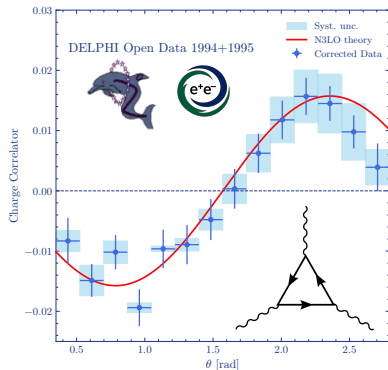 0.03
Syst. unc.
N3LO theory
Corrected Data
DELPHI Open Data 1994+1995
0.02
e⁺e⁻
0.01
0.00
−0.01
−0.02
Charge Correlator
0.5 1.0 1.5 2.0 2.5
θ [rad]